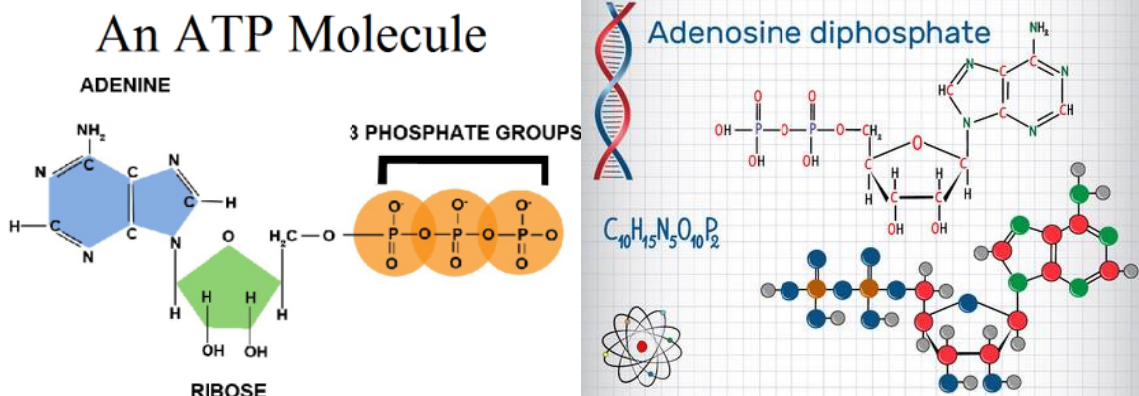 An ATP Molecule
ADENINE
NH2
N
C
C
N
C
H
H
C
N
C
N
3 PHOSPHATE GROUPS
O-
O-
O-
O
H2C
O
P
O
P
O
P
O
O
O
O
H
H
H
H
OH
OH
RIBOSE
Adenosine diphosphate
NH2
N
C
C
N
HC
C
CH
N
N
O
O
OH
P
O
P
O
CH2
O
OH
OH
C
C
H
H
H
H
C
C
OH
OH
C10H15N5O10P2